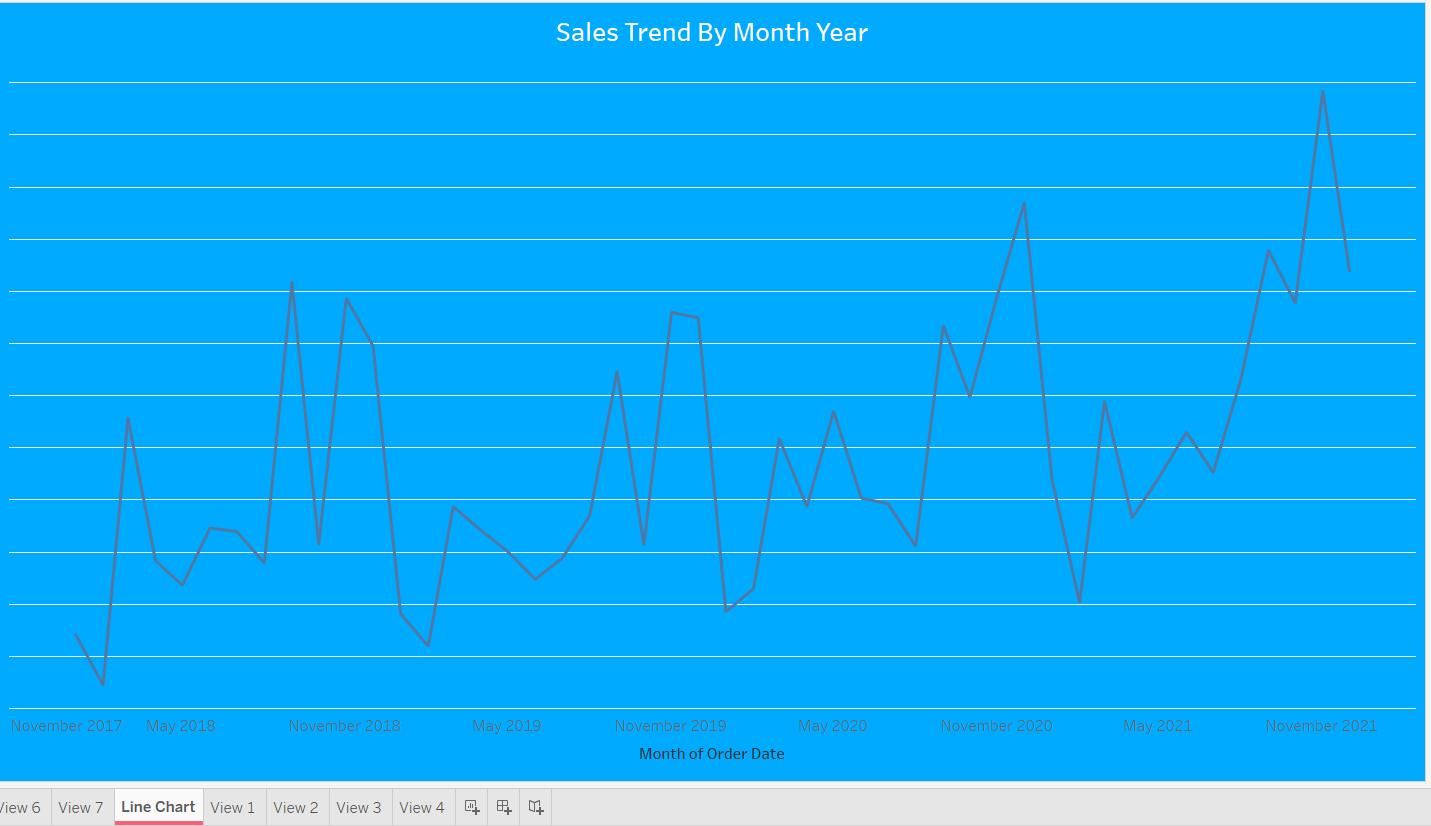 Sales Trend By Month Year
November 2017 May 2018 November 2018 May 2019 November 2019 May 2020 November 2020 May 2021 November 2021
Month of Order Date
View 6 View 7 Line Chart View 1 View 2 View 3 View 4